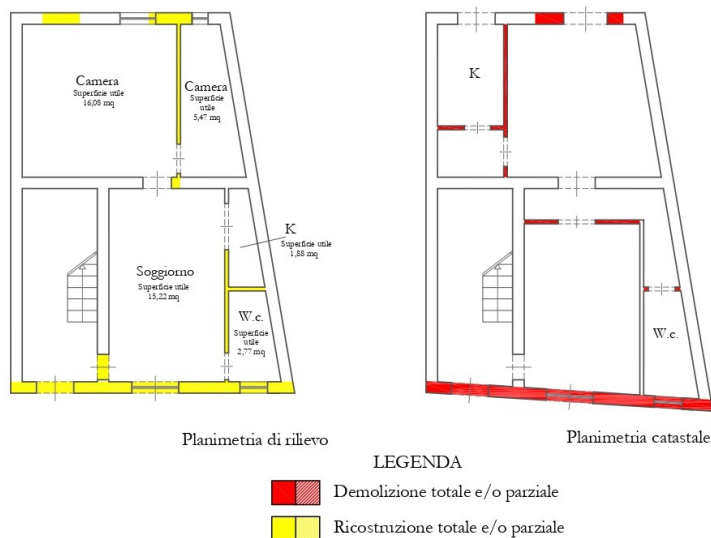 Camera
Superficie utile
16,08 mq
Camera
Superficie
utile
5,47 mq
K
Superficie utile
1,88 mq
Soggiorno
Superficie utile
15,22 mq
W.c.
Superficie
utile
2,77 mq
Planimetria di rilievo
K
W.c.
Planimetria catastale
LEGENDA
Demolizione totale e/o parziale
Ricostruzione totale e/o parziale